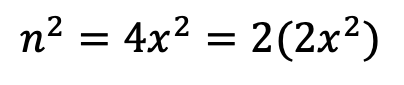 n² = 4x² = 2(2x²)